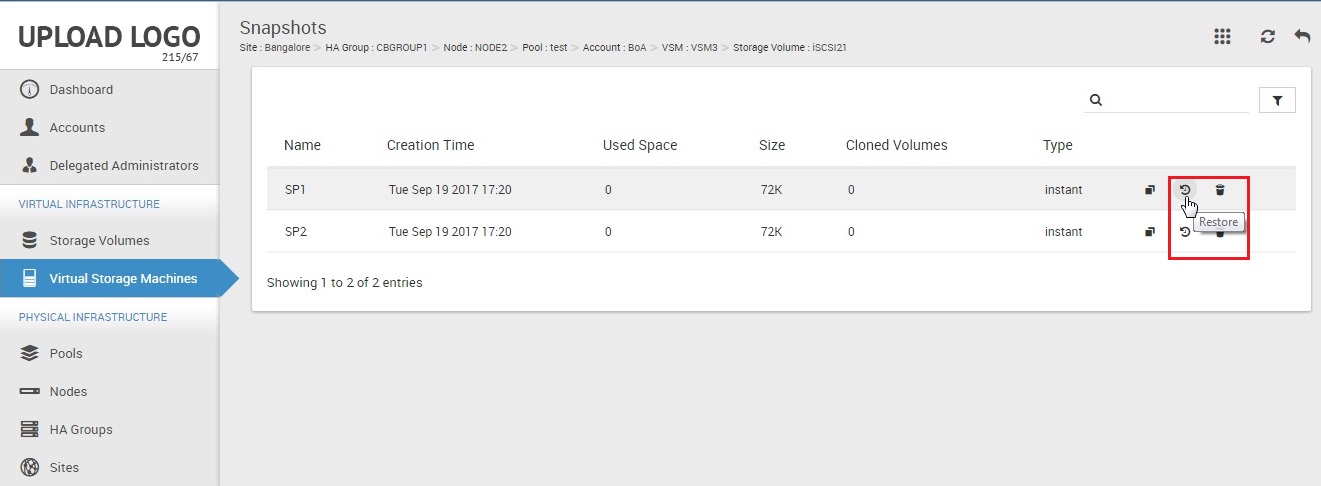 UPLOAD LOGO
215/67
Dashboard
Accounts
Delegated Administrators
VIRTUAL INFRASTRUCTURE
Storage Volumes
Virtual Storage Machines
PHYSICAL INFRASTRUCTURE
Pools
Nodes
HA Groups
Sites
Snapshots
Site : Bangalore > HA Group : CBGROUP1 > Node : NODE2 > Pool : test > Account : BoA > VSM : VSM3 > Storage Volume : iSCSI21
Name Creation Time Used Space Size Cloned Volumes Type
SP1 Tue Sep 19 2017 17:20 0 72K 0 instant
Restore
SP2 Tue Sep 19 2017 17:20 0 72K 0 instant
Showing 1 to 2 of 2 entries